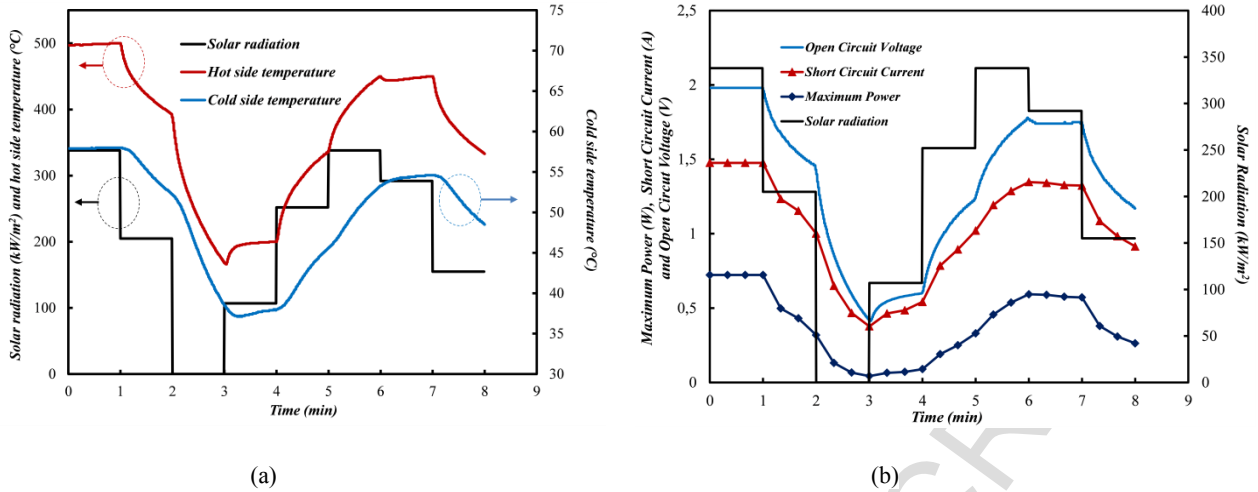 Solar radiation (kW/m²) and hot side temperature (°C)
500
400
300
200
100
0
75
70
65
60
55
50
45
40
35
30
Cold side temperature (°C)
Solar radiation
Hot side temperature
Cold side temperature
0 1 2 3 4 5 6 7 8 9
Time (min)
(a)
Maximum Power (W), Short Circuit Current (A)
and Open Circuit Voltage (V)
2,5
2
1,5
1
0,5
0
400
350
300
250
200
150
100
50
0
Solar Radiation (kW/m²)
Open Circuit Voltage
Short Circuit Current
Maximum Power
Solar radiation
0 1 2 3 4 5 6 7 8 9
Time (min)
(b)